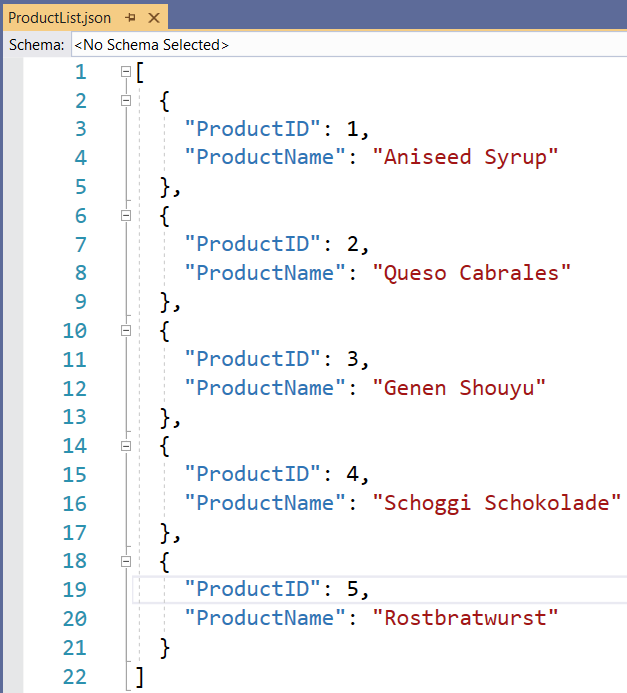 ProductList.json
Schema: <No Schema Selected>
1 [
2 {
3 "ProductID": 1,
4 "ProductName": "Aniseed Syrup"
5 },
6 {
7 "ProductID": 2,
8 "ProductName": "Queso Cabrales"
9 },
10 {
11 "ProductID": 3,
12 "ProductName": "Genen Shouyu"
13 },
14 {
15 "ProductID": 4,
16 "ProductName": "Schoggi Schokolade"
17 },
18 {
19 "ProductID": 5,
20 "ProductName": "Rostbratwurst"
21 }
22 ]